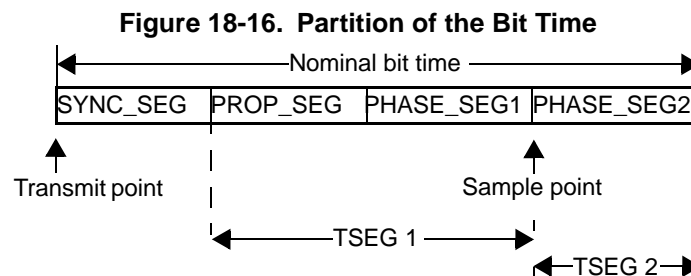 Figure 18-16. Partition of the Bit Time
Nominal bit time
SYNC_SEG PROP_SEG PHASE_SEG1 PHASE_SEG2
Transmit point Sample point
TSEG 1
TSEG 2